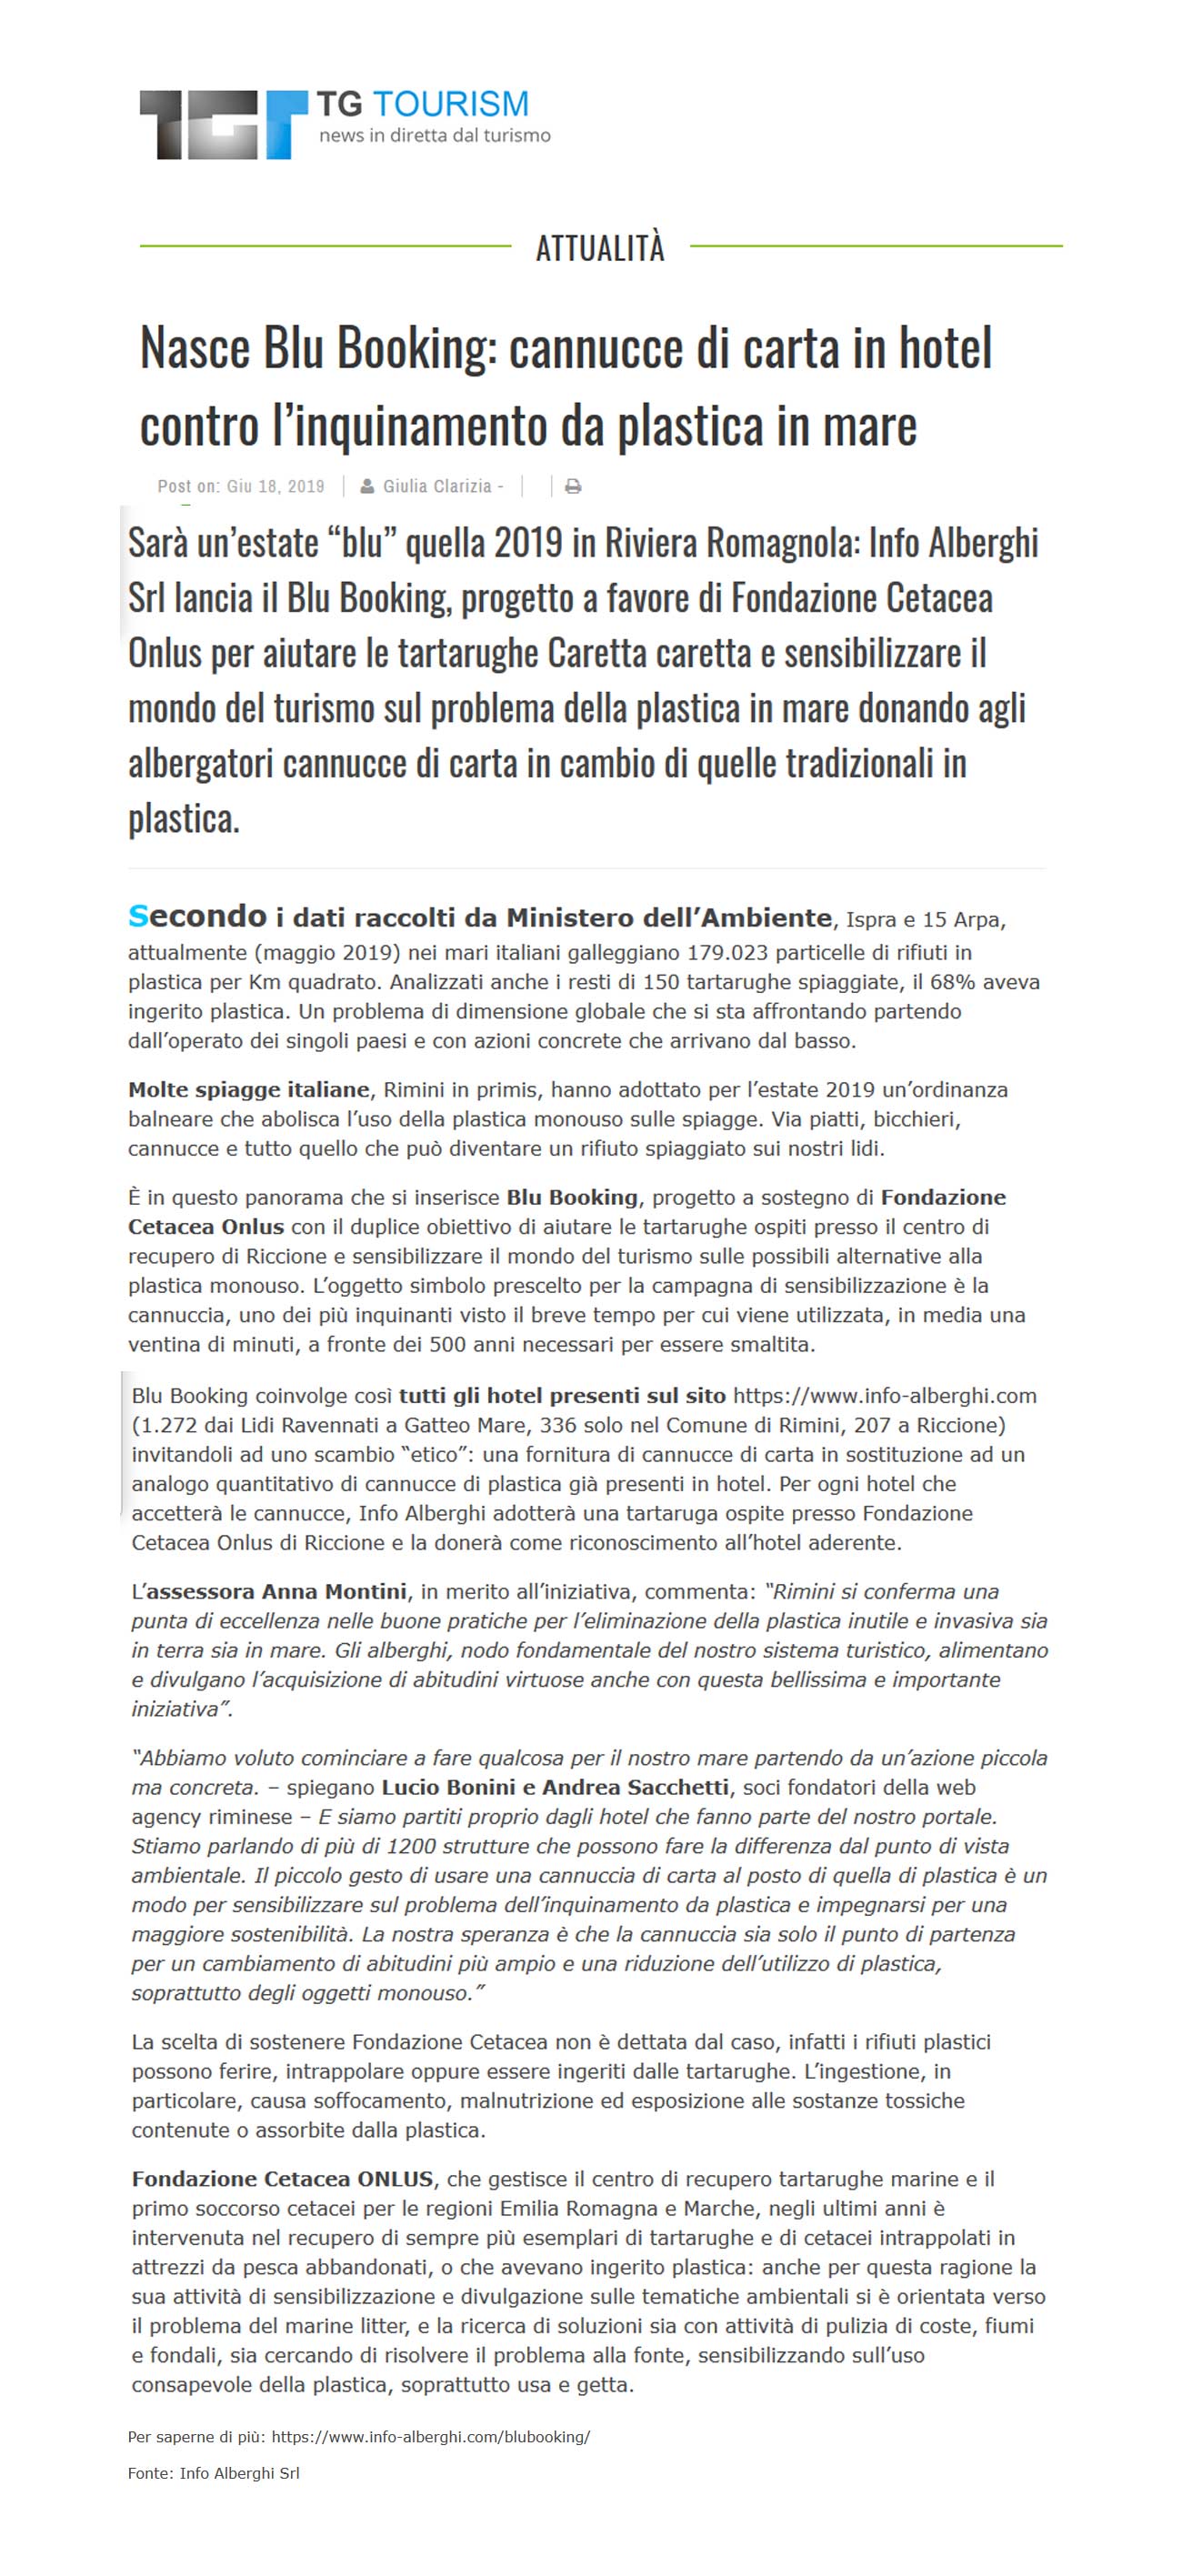 TGT TG TOURISM
news in diretta dal turismo
ATTUALITÀ
Nasce Blu Booking: cannucce di carta in hotel
contro l’inquinamento da plastica in mare
Post on: Giu 18, 2019 Giulia Clarizia -
Sarà un’estate “blu” quella 2019 in Riviera Romagnola: Info Alberghi
Srl lancia il Blu Booking, progetto a favore di Fondazione Cetacea
Onlus per aiutare le tartarughe Caretta caretta e sensibilizzare il
mondo del turismo sul problema della plastica in mare donando agli
albergatori cannucce di carta in cambio di quelle tradizionali in
plastica.
Secondo i dati raccolti da Ministero dell’Ambiente, Ispra e 15 Arpa,
attualmente (maggio 2019) nei mari italiani galleggiano 179.023 particelle di rifiuti in
plastica per Km quadrato. Analizzati anche i resti di 150 tartarughe spiaggiate, il 68% aveva
ingerito plastica. Un problema di dimensione globale che si sta affrontando partendo
dall’operato dei singoli paesi e con azioni concrete che arrivano dal basso.
Molte spiagge italiane, Rimini in primis, hanno adottato per l’estate 2019 un’ordinanza
balneare che abolisca l’uso della plastica monouso sulle spiagge. Via piatti, bicchieri,
cannucce e tutto quello che può diventare un rifiuto spiaggiato sui nostri lidi.
È in questo panorama che si inserisce Blu Booking, progetto a sostegno di Fondazione
Cetacea Onlus con il duplice obiettivo di aiutare le tartarughe ospiti presso il centro di
recupero di Riccione e sensibilizzare il mondo del turismo sulle possibili alternative alla
plastica monouso. L’oggetto simbolo prescelto per la campagna di sensibilizzazione è la
cannuccia, uno dei più inquinanti visto il breve tempo per cui viene utilizzata, in media una
ventina di minuti, a fronte dei 500 anni necessari per essere smaltita.
Blu Booking coinvolge così tutti gli hotel presenti sul sito https://www.info-alberghi.com
(1.272 dai Lidi Ravennati a Gatteo Mare, 336 solo nel Comune di Rimini, 207 a Riccione)
invitandoli ad uno scambio “etico”: una fornitura di cannucce di carta in sostituzione ad un
analogo quantitativo di cannucce di plastica già presenti in hotel. Per ogni hotel che
accetterà le cannucce, Info Alberghi adotterà una tartaruga ospite presso Fondazione
Cetacea Onlus di Riccione e la donerà come riconoscimento all’hotel aderente.
L’assessora Anna Montini, in merito all’iniziativa, commenta: “Rimini si conferma una
punta di eccellenza nelle buone pratiche per l’eliminazione della plastica inutile e invasiva sia
in terra sia in mare. Gli alberghi, nodo fondamentale del nostro sistema turistico, alimentano
e divulgano l’acquisizione di abitudini virtuose anche con questa bellissima e importante
iniziativa”.
“Abbiamo voluto cominciare a fare qualcosa per il nostro mare partendo da un’azione piccola
ma concreta. – spiegano Lucio Bonini e Andrea Sacchetti, soci fondatori della web
agency riminese – E siamo partiti proprio dagli hotel che fanno parte del nostro portale.
Stiamo parlando di più di 1200 strutture che possono fare la differenza dal punto di vista
ambientale. Il piccolo gesto di usare una cannuccia di carta al posto di quella di plastica è un
modo per sensibilizzare sul problema dell’inquinamento da plastica e impegnarsi per una
maggiore sostenibilità. La nostra speranza è che la cannuccia sia solo il punto di partenza
per un cambiamento di abitudini più ampio e una riduzione dell’utilizzo di plastica,
soprattutto degli oggetti monouso.”
La scelta di sostenere Fondazione Cetacea non è dettata dal caso, infatti i rifiuti plastici
possono ferire, intrappolare oppure essere ingeriti dalle tartarughe. L’ingestione, in
particolare, causa soffocamento, malnutrizione ed esposizione alle sostanze tossiche
contenute o assorbite dalla plastica.
Fondazione Cetacea ONLUS, che gestisce il centro di recupero tartarughe marine e il
primo soccorso cetacei per le regioni Emilia Romagna e Marche, negli ultimi anni è
intervenuta nel recupero di sempre più esemplari di tartarughe e di cetacei intrappolati in
attrezzi da pesca abbandonati, o che avevano ingerito plastica: anche per questa ragione la
sua attività di sensibilizzazione e divulgazione sulle tematiche ambientali si è orientata verso
il problema del marine litter, e la ricerca di soluzioni sia con attività di pulizia di coste, fiumi
e fondali, sia cercando di risolvere il problema alla fonte, sensibilizzando sull’uso
consapevole della plastica, soprattutto usa e getta.
Per saperne di più: https://www.info-alberghi.com/blubooking/
Fonte: Info Alberghi Srl